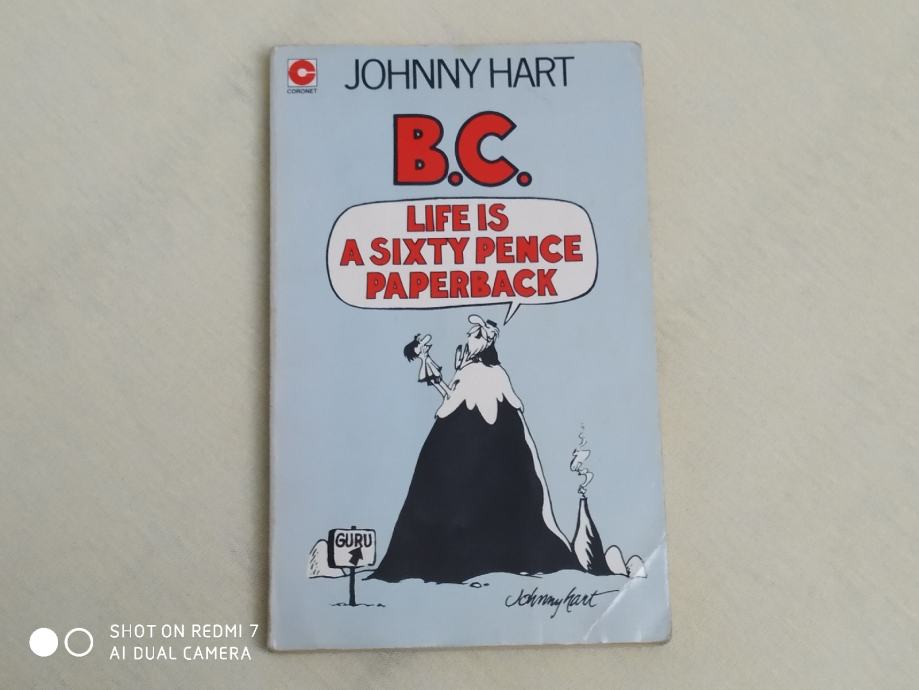 CORONET
JOHNNY HART
B.C.
LIFE IS
A SIXTY PENCE
PAPERBACK
GURU
Johnny hart
SHOT ON REDMI 7
AI DUAL CAMERA